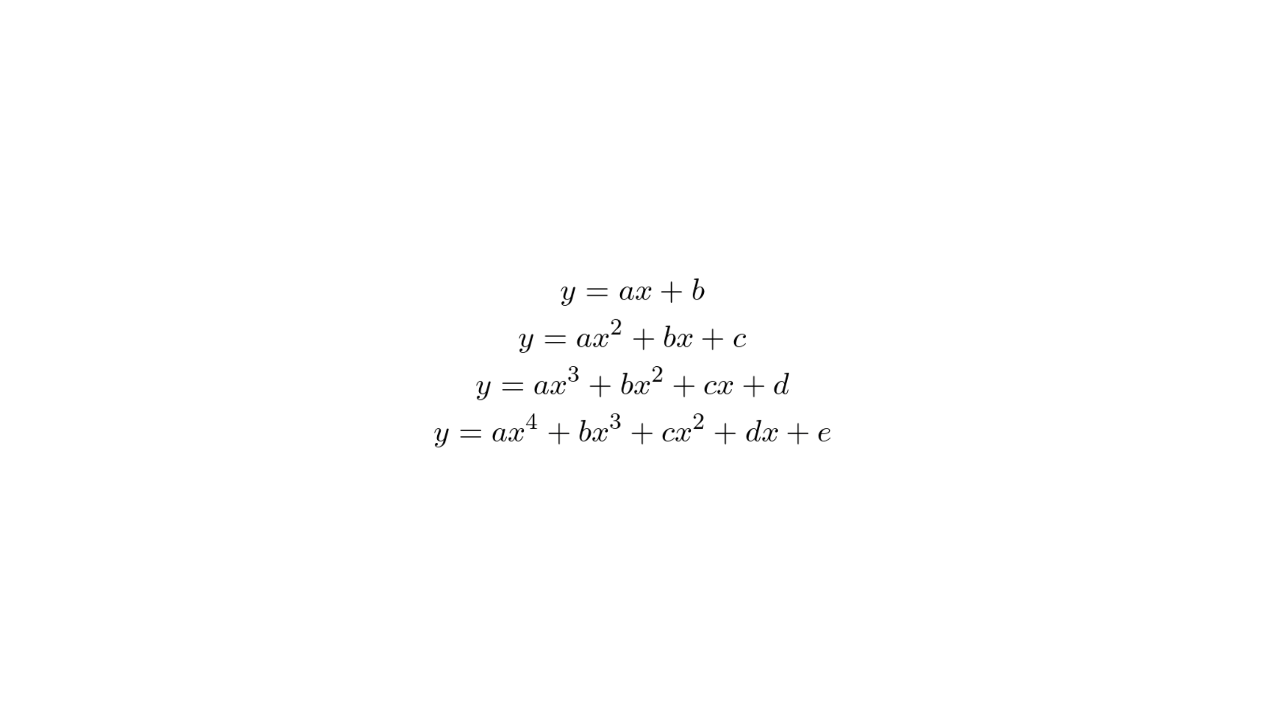 y = ax + b
y = ax² + bx + c
y = ax³ + bx² + cx + d
y = ax⁴ + bx³ + cx² + dx + e